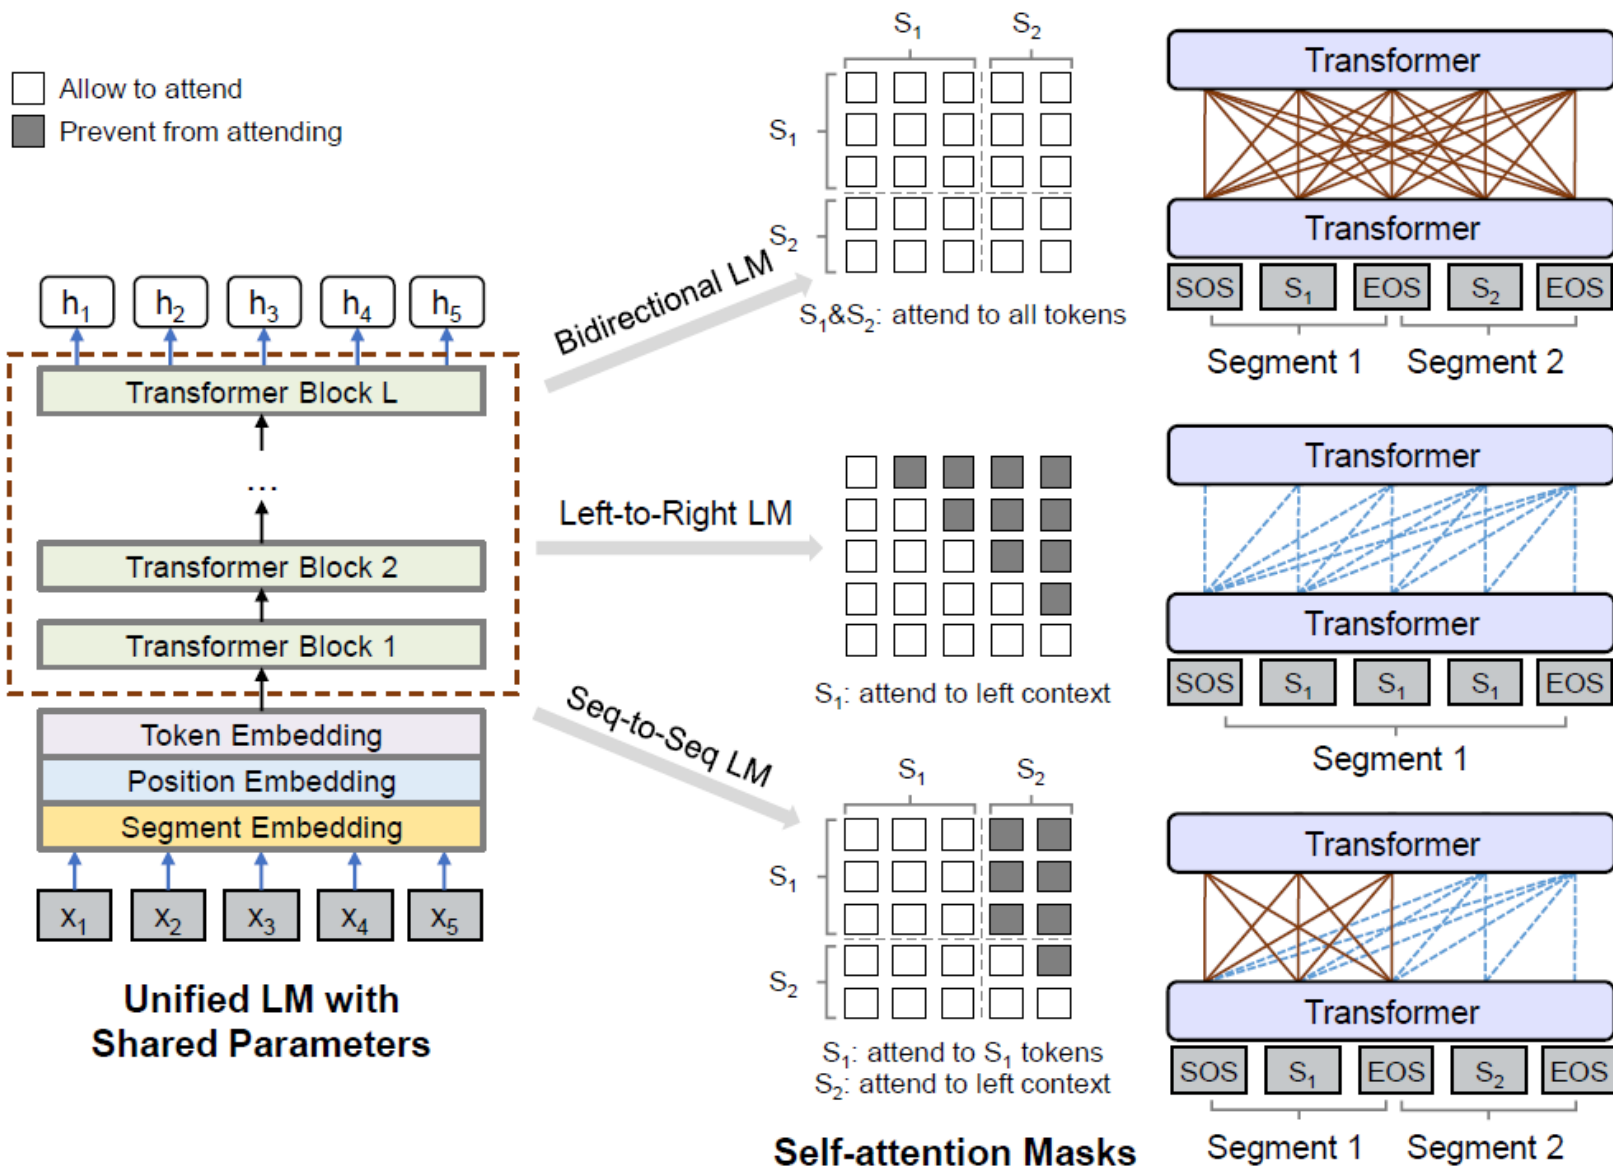 Allow to attend
Prevent from attending
h1 h2 h3 h4 h5
Transformer Block L
...
Transformer Block 2
Transformer Block 1
Token Embedding
Position Embedding
Segment Embedding
x1 x2 x3 x4 x5
Unified LM with
Shared Parameters
Bidirectional LM
Left-to-Right LM
Seq-to-Seq LM
S1 S2
S1
S2
S1&S2: attend to all tokens
S1: attend to left context
S1 S2
S1
S2
S1: attend to S1 tokens
S2: attend to left context
Self-attention Masks
Transformer
Transformer
SOS S1 EOS S2 EOS
Segment 1 Segment 2
Transformer
Transformer
SOS S1 S1 S1 EOS
Segment 1
Transformer
Transformer
SOS S1 EOS S2 EOS
Segment 1 Segment 2